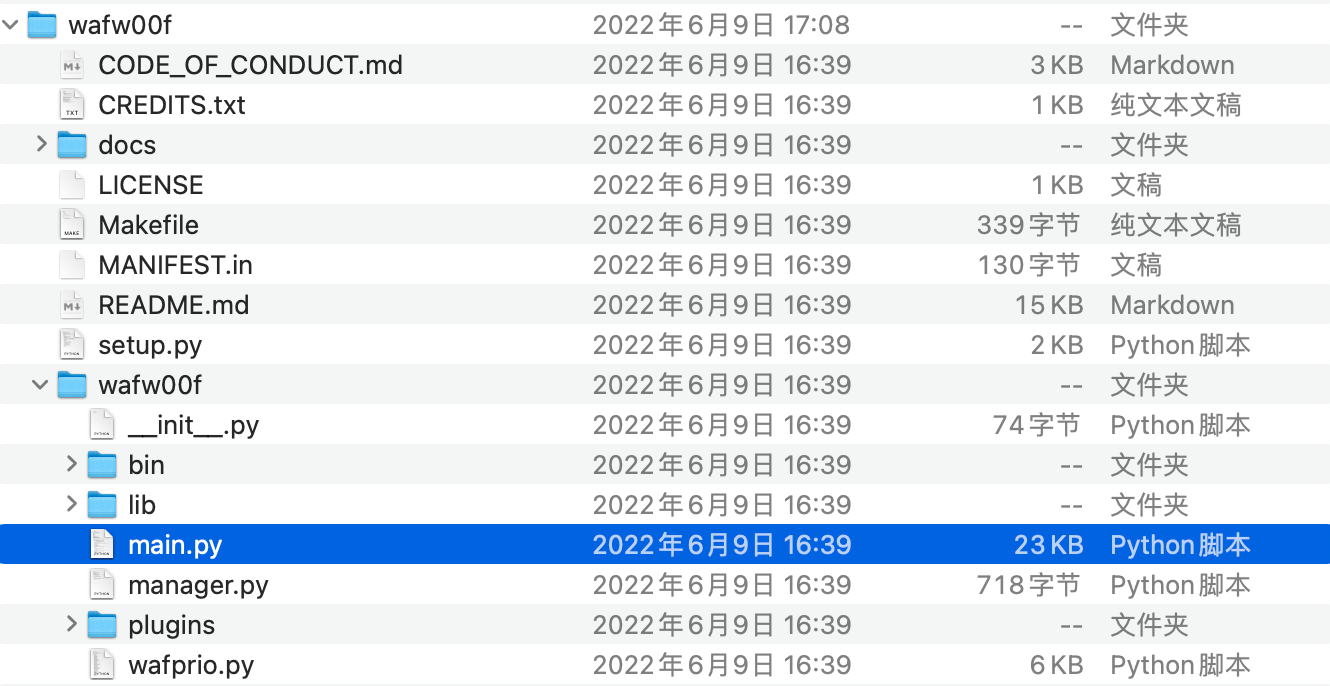 wafw00f 2022年6月9日 17:08 -- 文件夹
CODE_OF_CONDUCT.md 2022年6月9日 16:39 3 KB Markdown
CREDITS.txt 2022年6月9日 16:39 1 KB 纯文本文稿
docs 2022年6月9日 16:39 -- 文件夹
LICENSE 2022年6月9日 16:39 1 KB 文稿
Makefile 2022年6月9日 16:39 339 字节 纯文本文稿
MANIFEST.in 2022年6月9日 16:39 130 字节 文稿
README.md 2022年6月9日 16:39 15 KB Markdown
setup.py 2022年6月9日 16:39 2 KB Python脚本
wafw00f 2022年6月9日 16:39 -- 文件夹
__init__.py 2022年6月9日 16:39 74 字节 Python脚本
bin 2022年6月9日 16:39 -- 文件夹
lib 2022年6月9日 16:39 -- 文件夹
main.py 2022年6月9日 16:39 23 KB Python脚本
manager.py 2022年6月9日 16:39 718 字节 Python脚本
plugins 2022年6月9日 16:39 -- 文件夹
wafprio.py 2022年6月9日 16:39 6 KB Python脚本